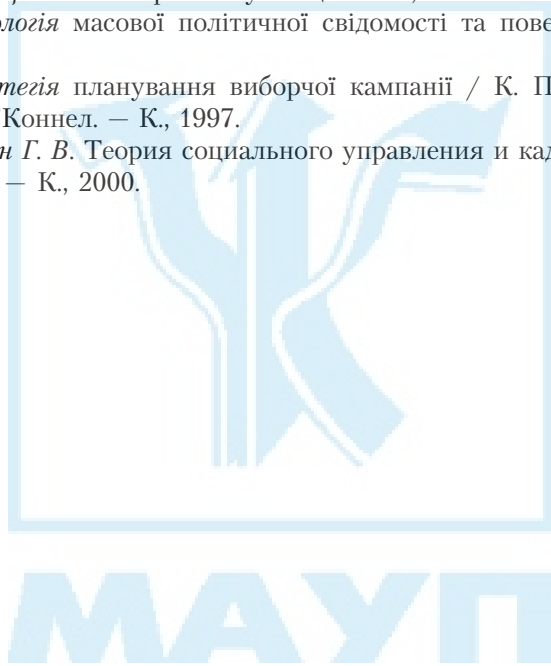 логія масової політичної свідомості та пове
тегія планування виборчої кампанії / К. П
Коннел. — К., 1997.
н Г. В. Теория социального управления и кад
— К., 2000.
МАУП